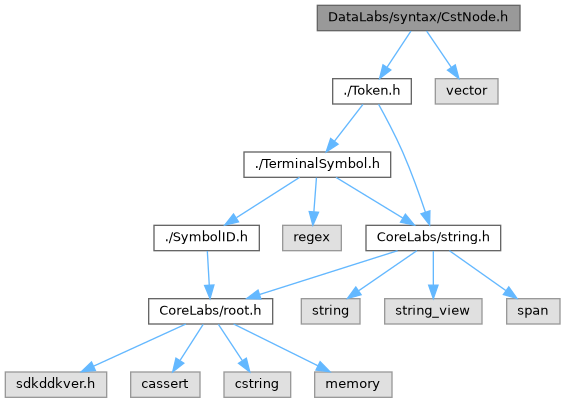 DataLabs/syntax/CstNode.h
./Token.h
vector
./TerminalSymbol.h
./SymbolID.h
regex
CoreLabs/string.h
CoreLabs/root.h
string
string_view
span
sdkddkver.h
cassert
cstring
memory